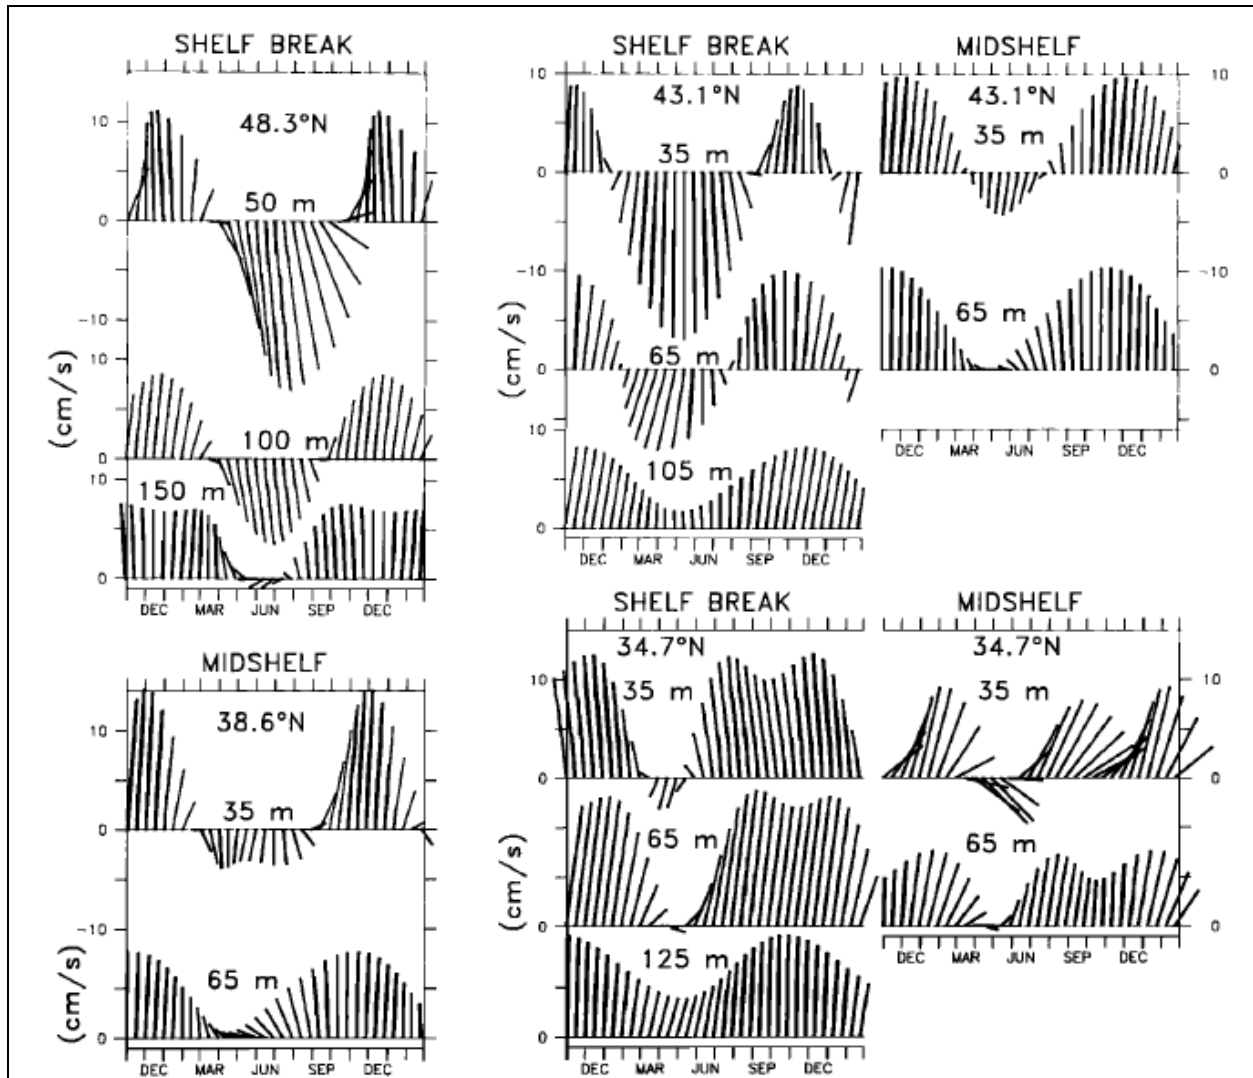 SHELF BREAK
48.3°N
10
50 m
0
-10
10
100 m
0
10
150 m
0
(cm/s)
DEC MAR JUN SEP DEC
SHELF BREAK
10
43.1°N
35 m
0
-10
65 m
0
10
105 m
0
(cm/s)
DEC MAR JUN SEP DEC
MIDSHELF
10
43.1°N
35 m
0
-10
65 m
0
DEC MAR JUN SEP DEC
MIDSHELF
38.6°N
10
35 m
0
-10
65 m
0
(cm/s)
DEC MAR JUN SEP DEC
SHELF BREAK
34.7°N
10
35 m
0
65 m
0
125 m
0
(cm/s)
DEC MAR JUN SEP DEC
MIDSHELF
34.7°N
10
35 m
0
65 m
0
DEC MAR JUN SEP DEC